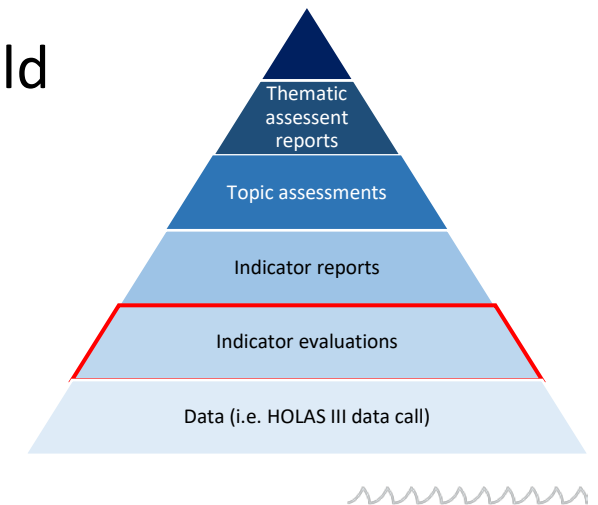 ld
Thematic
assessent
reports
Topic assessments
Indicator reports
Indicator evaluations
Data (i.e. HOLAS III data call)